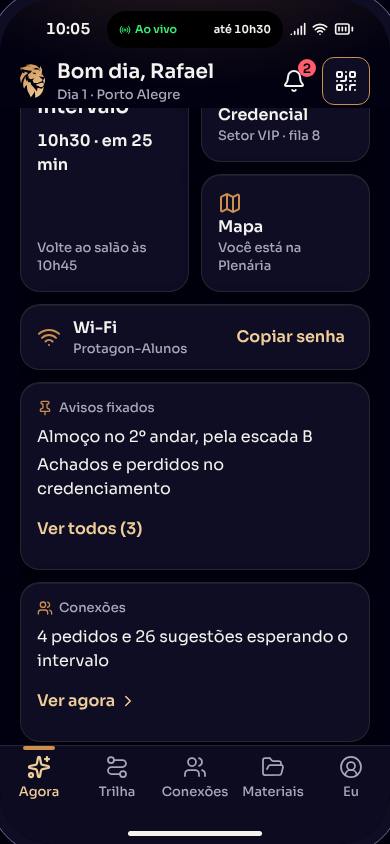 10:05
Ao vivo
até 10h30
Bom dia, Rafael
2
Dia 1 · Porto Alegre
Intervalo
10h30 · em 25
min
Volte ao salão às
10h45
Credencial
Setor VIP · fila 8
Mapa
Você está na
Plenária
Wi-Fi
Protagon-Alunos
Copiar senha
Avisos fixados
Almoço no 2º andar, pela escada B
Achados e perdidos no
credenciamento
Ver todos (3)
Conexões
4 pedidos e 26 sugestões esperando o
intervalo
Ver agora
Agora
Trilha
Conexões
Materiais
Eu